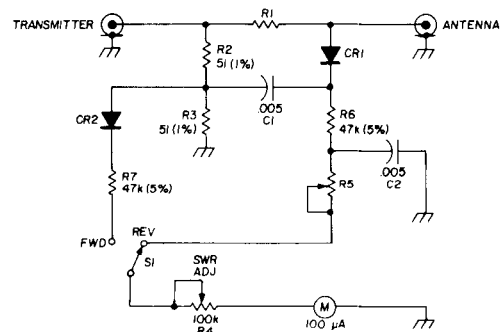 TRANSMITTER
R1
ANTENNA
R2
51 (1%)
CR1
CR2
R3
51 (1%)
.005
C1
R6
47k (5%)
R7
47k (5%)
R5
.005
C2
FWD
REV
S1
SWR
ADJ
100k
R4
M
100 µA